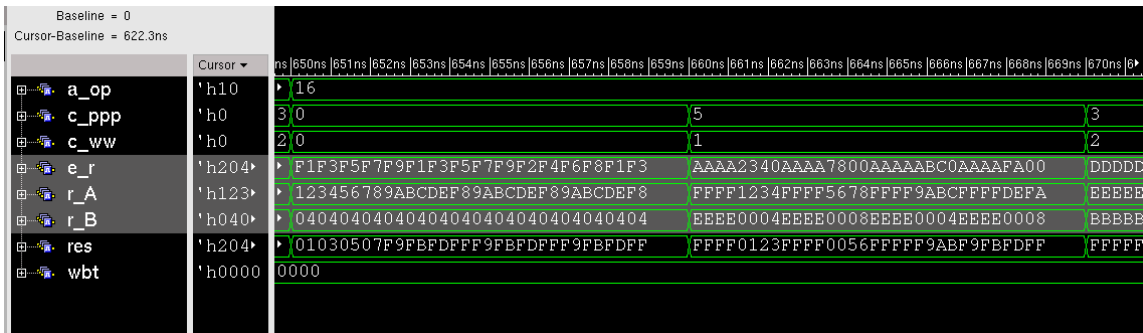 Baseline = 0
Cursor-Baseline = 622.3ns
Cursor ns 650ns 651ns 652ns 653ns 654ns 655ns 656ns 657ns 658ns 659ns 660ns 661ns 662ns 663ns 664ns 665ns 666ns 667ns 668ns 669ns 670ns 6
a_op 'h10 16
c_ppp 'h0 3 0 5 3
c_ww 'h0 2 0 1 2
e_r 'h204 F1F3F5F7F9F1F3F5F7F9F2F4F6F8F1F3 AAAA2340AAAA7800AAAAABC0AAAAFA00 DDDDD
r_A 'h123 123456789ABCDEF89ABCDEF89ABCDEF8 FFFF1234FFFF5678FFFF9ABCFFFFDEFA EEEEE
r_B 'h040 04040404040404040404040404040404 EEEE0004EEEE0008EEEE0004EEEE0008 BBBBB
res 'h204 01030507F9FBFDFFF9FBFDFFF9FBFDFF FFFF0123FFFF0056FFFFF9ABF9FBFDFF FFFFF
wbt 'h0000 0000